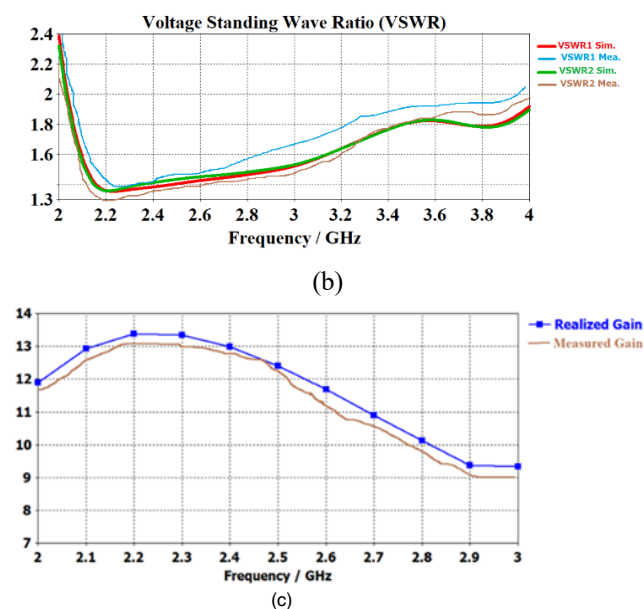 Voltage Standing Wave Ratio (VSWR)
2.4
2.2
2
1.8
1.6
1.3
VSWR1 Sim.
VSWR1 Mea.
VSWR2 Sim.
VSWR2 Mea.
2 2.2 2.4 2.6 2.8 3 3.2 3.4 3.6 3.8 4
Frequency / GHz
(b)
14
13
12
11
10
9
8
7
Realized Gain
Measured Gain
2 2.1 2.2 2.3 2.4 2.5 2.6 2.7 2.8 2.9 3
Frequency / GHz
(c)